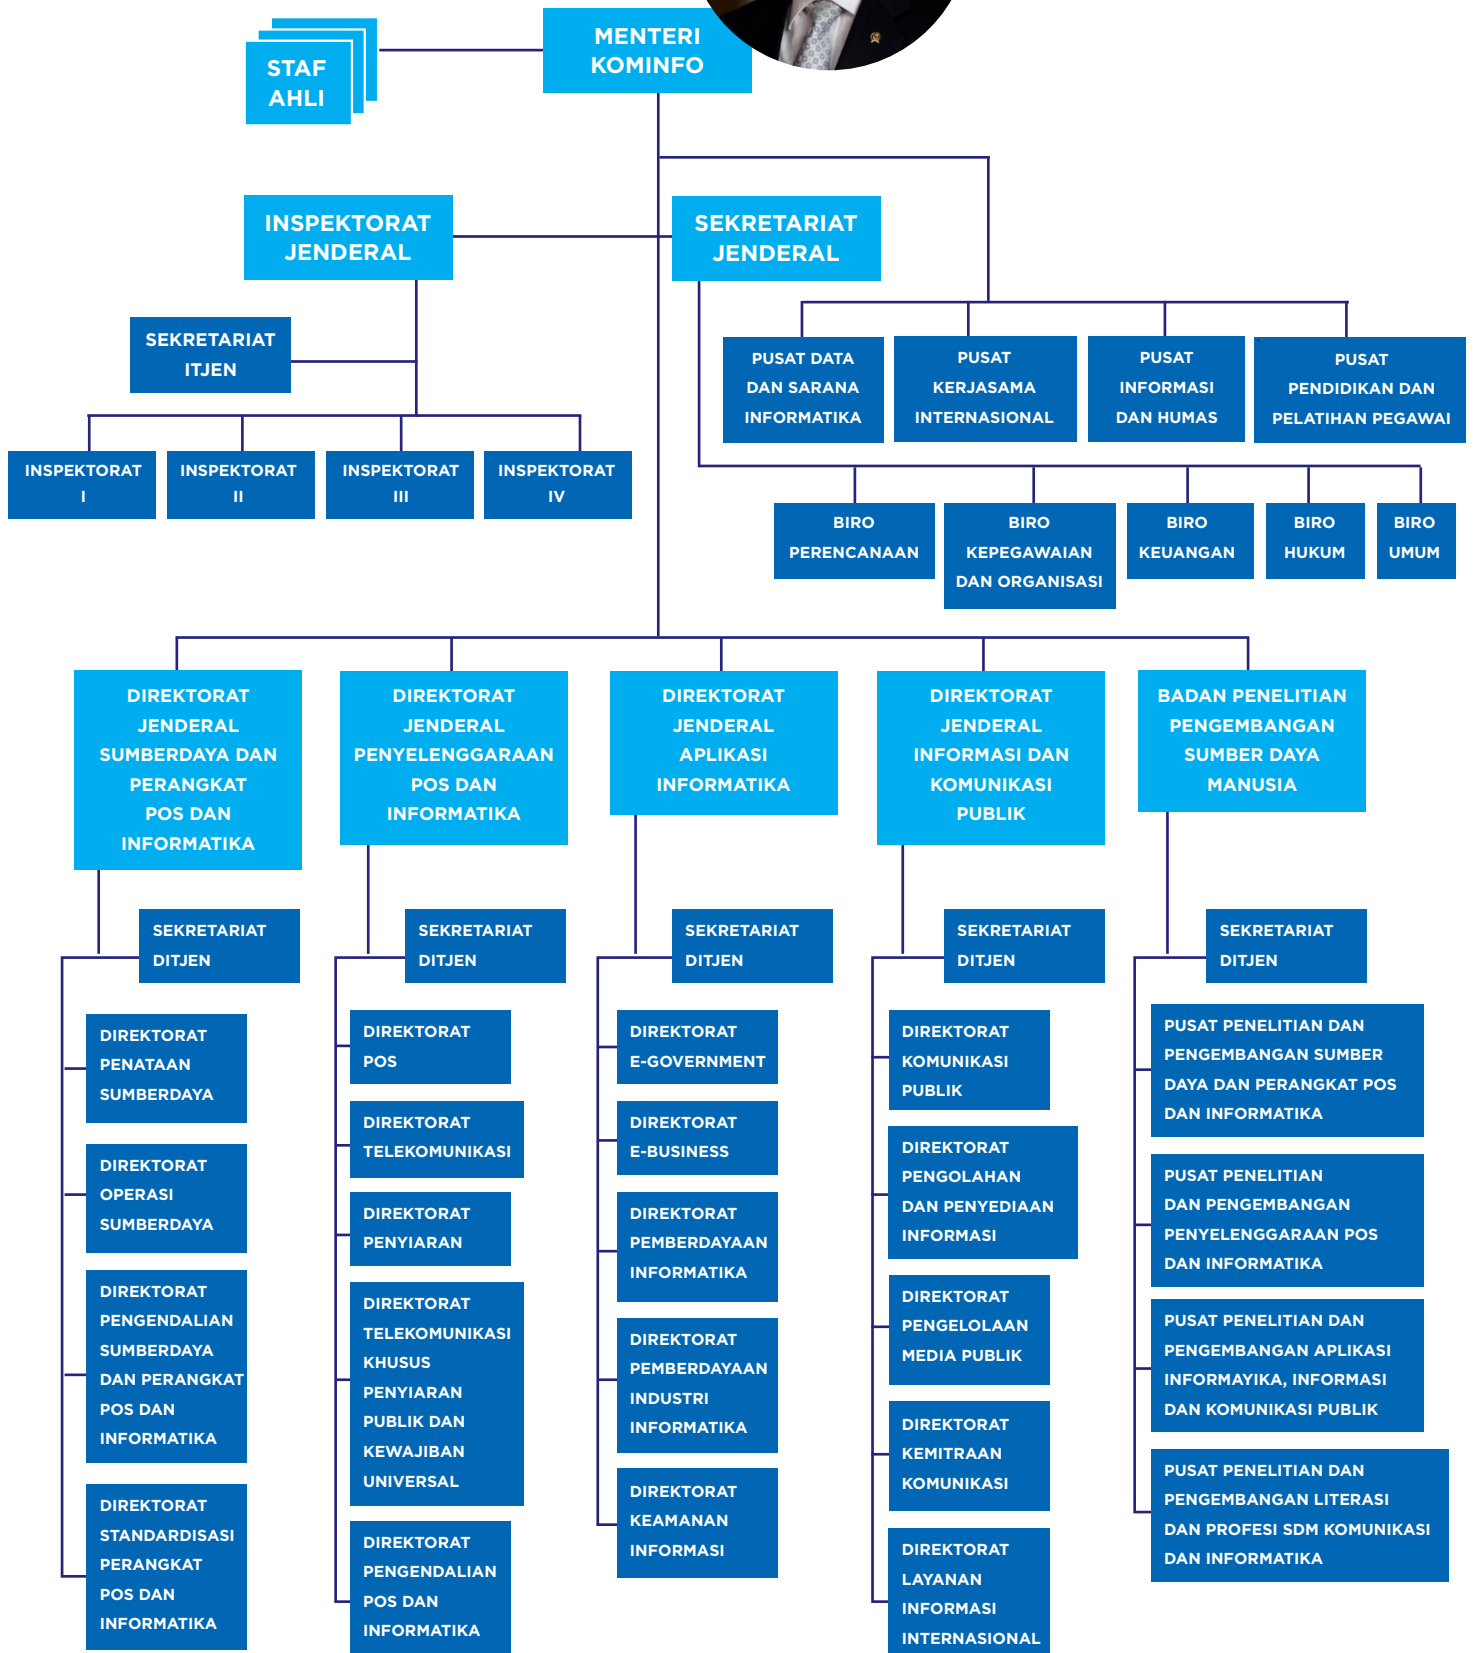 MENTERI
KOMINFO
STAF
AHLI
INSPEKTORAT
JENDERAL
SEKRETARIAT
JENDERAL
SEKRETARIAT
ITJEN
PUSAT DATA
DAN SARANA
INFORMATIKA
PUSAT
KERJASAMA
INTERNASIONAL
PUSAT
INFORMASI
DAN HUMAS
PUSAT
PENDIDIKAN DAN
PELATIHAN PEGAWAI
INSPEKTORAT
I
INSPEKTORAT
II
INSPEKTORAT
III
INSPEKTORAT
IV
BIRO
PERENCANAAN
BIRO
KEPEGAWAIAN
DAN ORGANISASI
BIRO
KEUANGAN
BIRO
HUKUM
BIRO
UMUM
DIREKTORAT
JENDERAL
SUMBERDAYA DAN
PERANGKAT
POS DAN
INFORMATIKA
DIREKTORAT
JENDERAL
PENYELENGGARAAN
POS DAN
INFORMATIKA
DIREKTORAT
JENDERAL
APLIKASI
INFORMATIKA
DIREKTORAT
JENDERAL
INFORMASI DAN
KOMUNIKASI
PUBLIK
BADAN PENELITIAN
PENGEMBANGAN
SUMBER DAYA
MANUSIA
SEKRETARIAT
DITJEN
DIREKTORAT
PENATAAN
SUMBERDAYA
DIREKTORAT
OPERASI
SUMBERDAYA
DIREKTORAT
PENGENDALIAN
SUMBERDAYA
DAN PERANGKAT
POS DAN
INFORMATIKA
DIREKTORAT
STANDARDISASI
PERANGKAT
POS DAN
INFORMATIKA
SEKRETARIAT
DITJEN
DIREKTORAT
POS
DIREKTORAT
TELEKOMUNIKASI
DIREKTORAT
PENYIARAN
DIREKTORAT
TELEKOMUNIKASI
KHUSUS
PENYIARAN
PUBLIK DAN
KEWAJIBAN
UNIVERSAL
DIREKTORAT
PENGENDALIAN
POS DAN
INFORMATIKA
SEKRETARIAT
DITJEN
DIREKTORAT
E-GOVERNMENT
DIREKTORAT
E-BUSINESS
DIREKTORAT
PEMBERDAYAAN
INFORMATIKA
DIREKTORAT
PEMBERDAYAAN
INDUSTRI
INFORMATIKA
DIREKTORAT
KEAMANAN
INFORMASI
SEKRETARIAT
DITJEN
DIREKTORAT
KOMUNIKASI
PUBLIK
DIREKTORAT
PENGOLAHAN
DAN PENYEDIAAN
INFORMASI
DIREKTORAT
PENGELOLAAN
MEDIA PUBLIK
DIREKTORAT
KEMITRAAN
KOMUNIKASI
DIREKTORAT
LAYANAN
INFORMASI
INTERNASIONAL
SEKRETARIAT
DITJEN
PUSAT PENELITIAN DAN
PENGEMBANGAN SUMBER
DAYA DAN PERANGKAT POS
DAN INFORMATIKA
PUSAT PENELITIAN
DAN PENGEMBANGAN
PENYELENGGARAAN POS
DAN INFORMATIKA
PUSAT PENELITIAN DAN
PENGEMBANGAN APLIKASI
INFORMAYIKA, INFORMASI
DAN KOMUNIKASI PUBLIK
PUSAT PENELITIAN DAN
PENGEMBANGAN LITERASI
DAN PROFESI SDM KOMUNIKASI
DAN INFORMATIKA